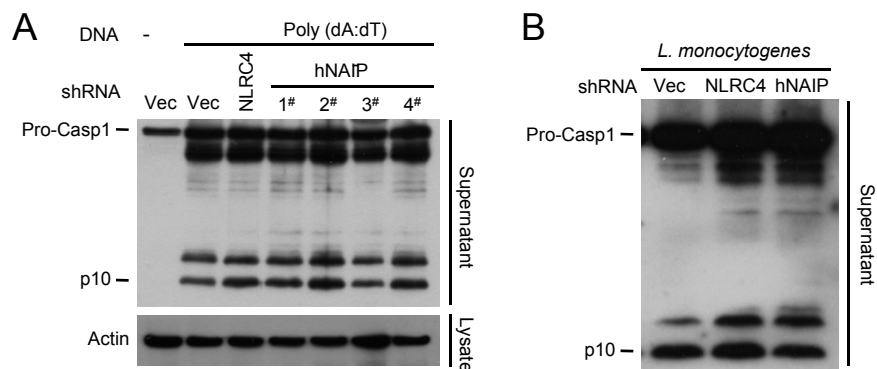 A
DNA - Poly (dA:dT)
NLRC4
hNAIP
shRNA Vec Vec 1# 2# 3# 4#
Pro-Casp1
p10
Supernatant
Actin
Lysate
B
L. monocytogenes
shRNA Vec NLRC4 hNAIP
Pro-Casp1
p10
Supernatant